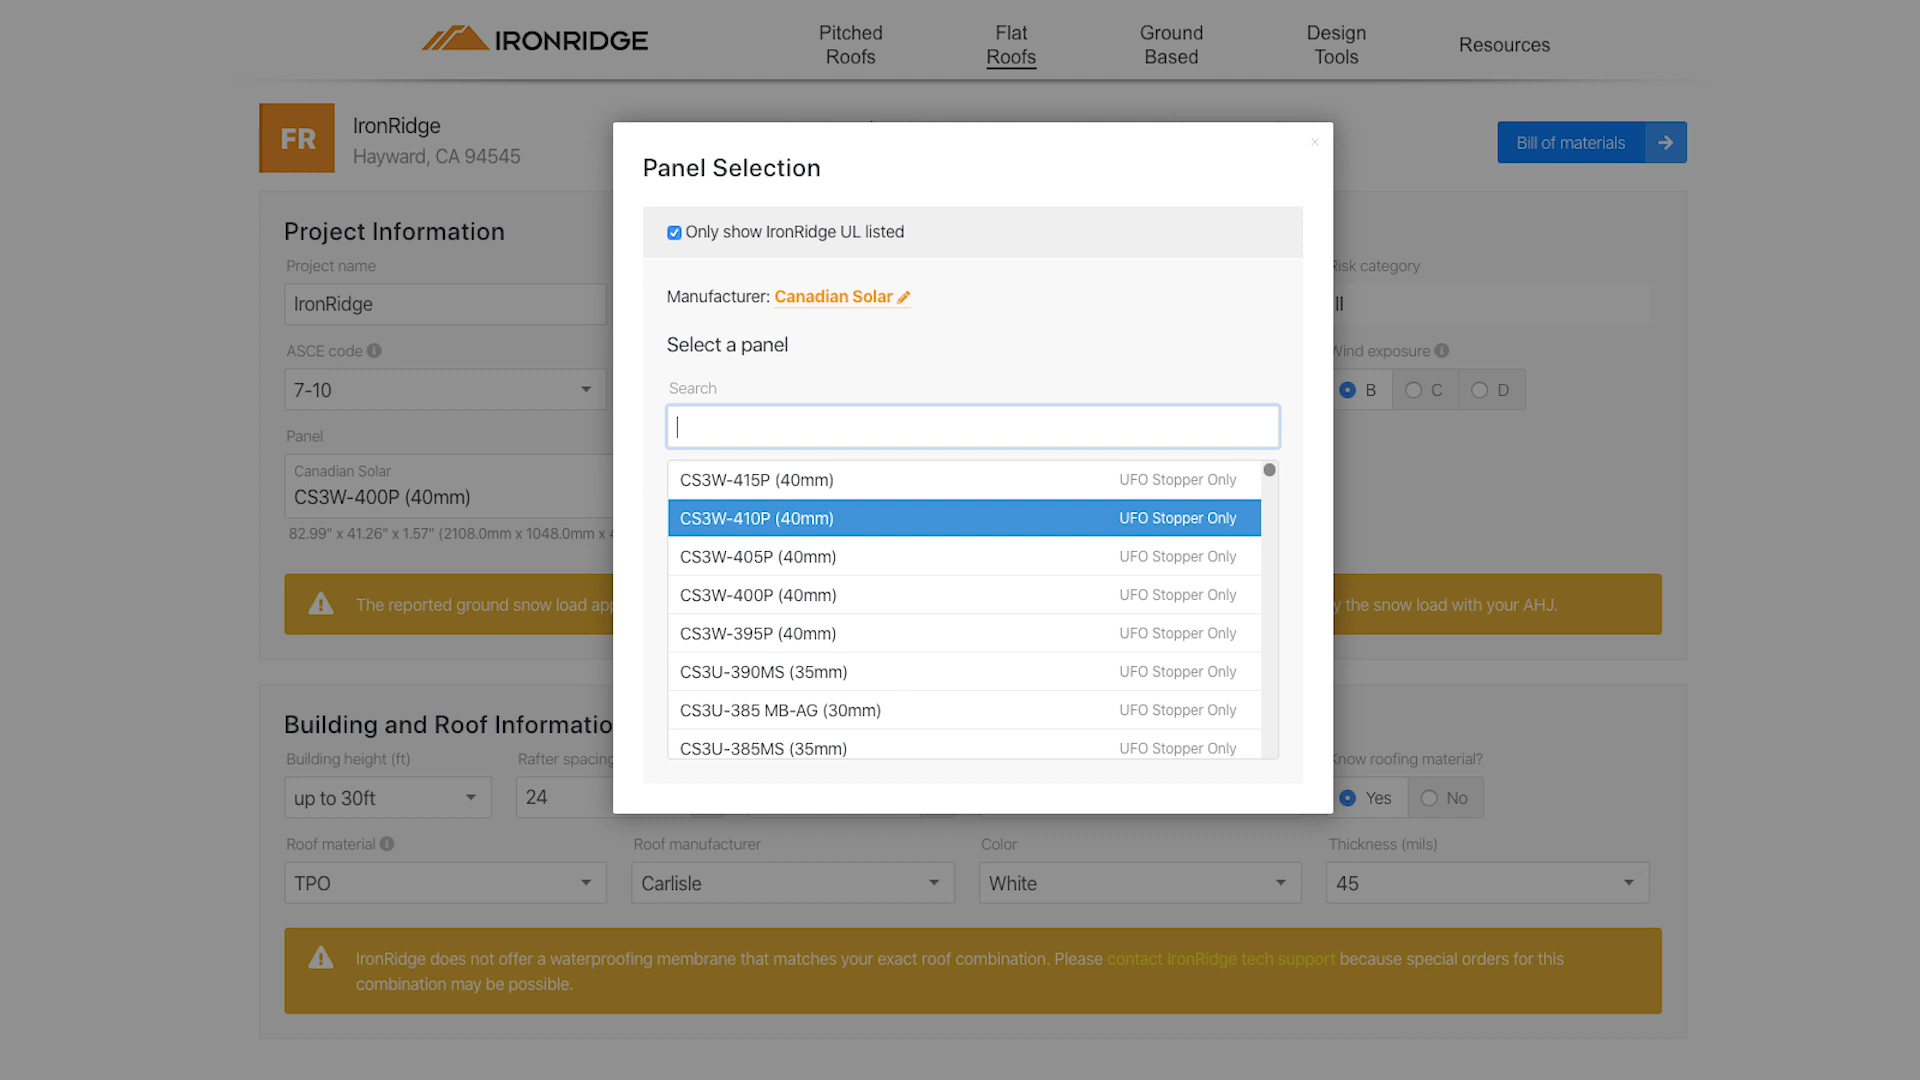 IRONRIDGE
Pitched Roofs
Flat Roofs
Ground Based
Design Tools
Resources
FR
IronRidge
Hayward, CA 94545
Bill of materials
Project Information
Project name
IronRidge
ASCE code
7-10
Panel
Canadian Solar
CS3W-400P (40mm)
82.99" x 41.26" x 1.57" (2108.0mm x 1048.0mm x
Risk category
II
Wind exposure
B
C
D
The reported ground snow load
the snow load with your AHJ.
Panel Selection
Only show IronRidge UL listed
Manufacturer: Canadian Solar
Select a panel
Search
CS3W-415P (40mm) UFO Stopper Only
CS3W-410P (40mm) UFO Stopper Only
CS3W-405P (40mm) UFO Stopper Only
CS3W-400P (40mm) UFO Stopper Only
CS3W-395P (40mm) UFO Stopper Only
CS3U-390MS (35mm) UFO Stopper Only
CS3U-385 MB-AG (30mm) UFO Stopper Only
CS3U-385MS (35mm) UFO Stopper Only
Building and Roof Informatio
Building height (ft)
up to 30ft
Rafter spacing
24
Know roofing material?
Yes
No
Roof material
TPO
Roof manufacturer
Carlisle
Color
White
Thickness (mils)
45
IronRidge does not offer a waterproofing membrane that matches your exact roof combination. Please contact IronRidge tech support because special orders for this
combination may be possible.